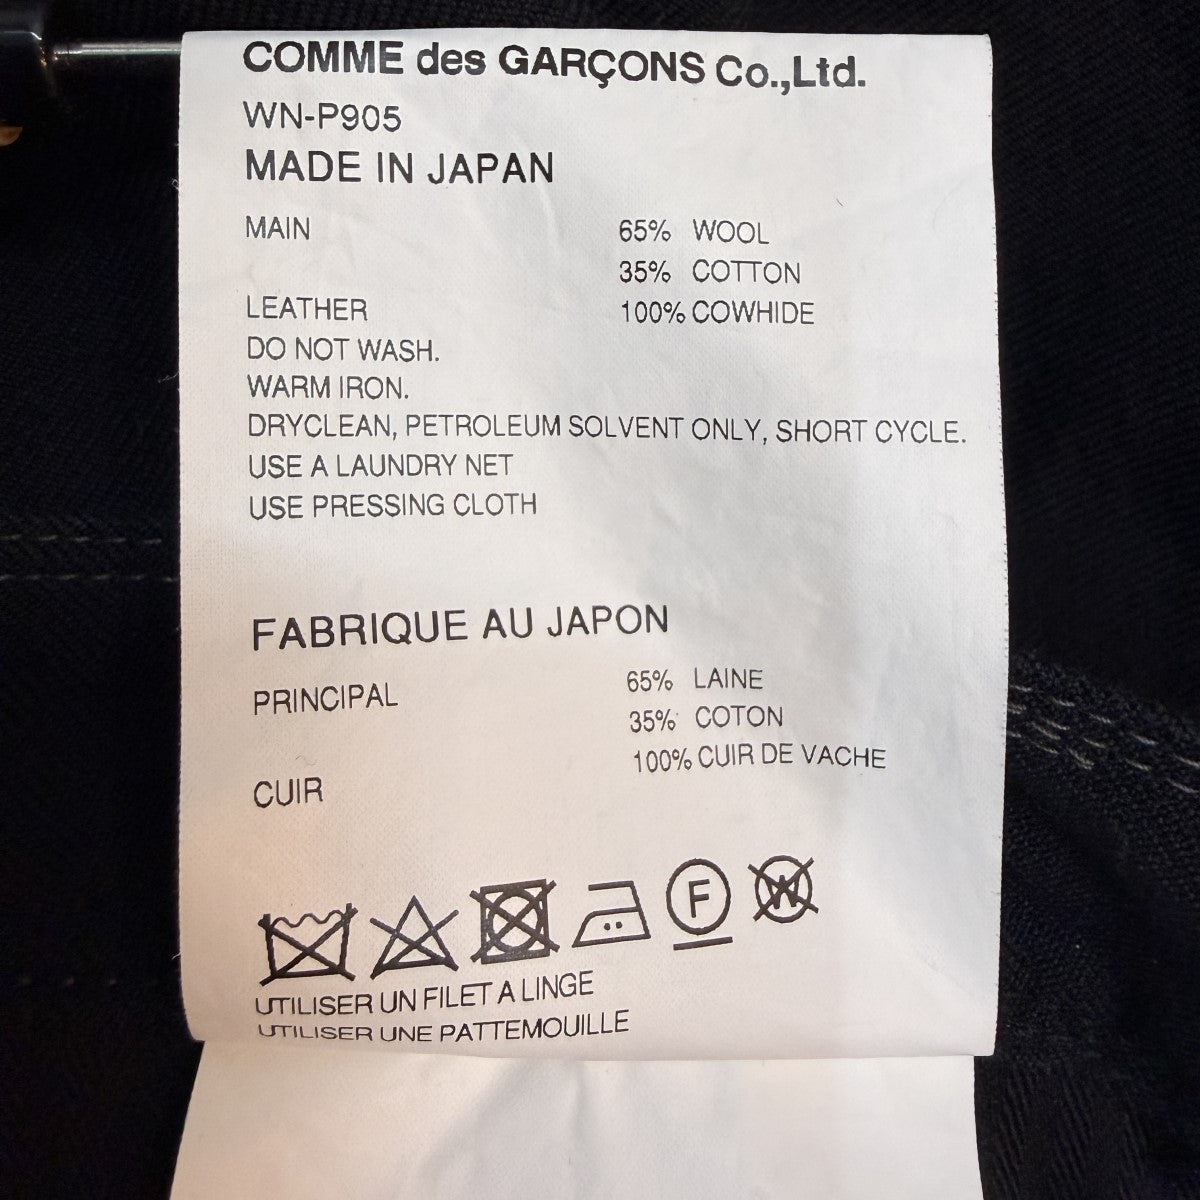 COMME des GARÇONS Co.,Ltd.
WN-P905
MADE IN JAPAN
MAIN 65% WOOL
35% COTTON
LEATHER 100% COWHIDE
DO NOT WASH.
WARM IRON.
DRYCLEAN, PETROLEUM SOLVENT ONLY, SHORT CYCLE.
USE A LAUNDRY NET
USE PRESSING CLOTH
FABRIQUE AU JAPON
PRINCIPAL 65% LAINE
35% COTON
100% CUIR DE VACHE
CUIR
F W
UTILISER UN FILET A LINGE
UTILISER UNE PATTEMOUILLE